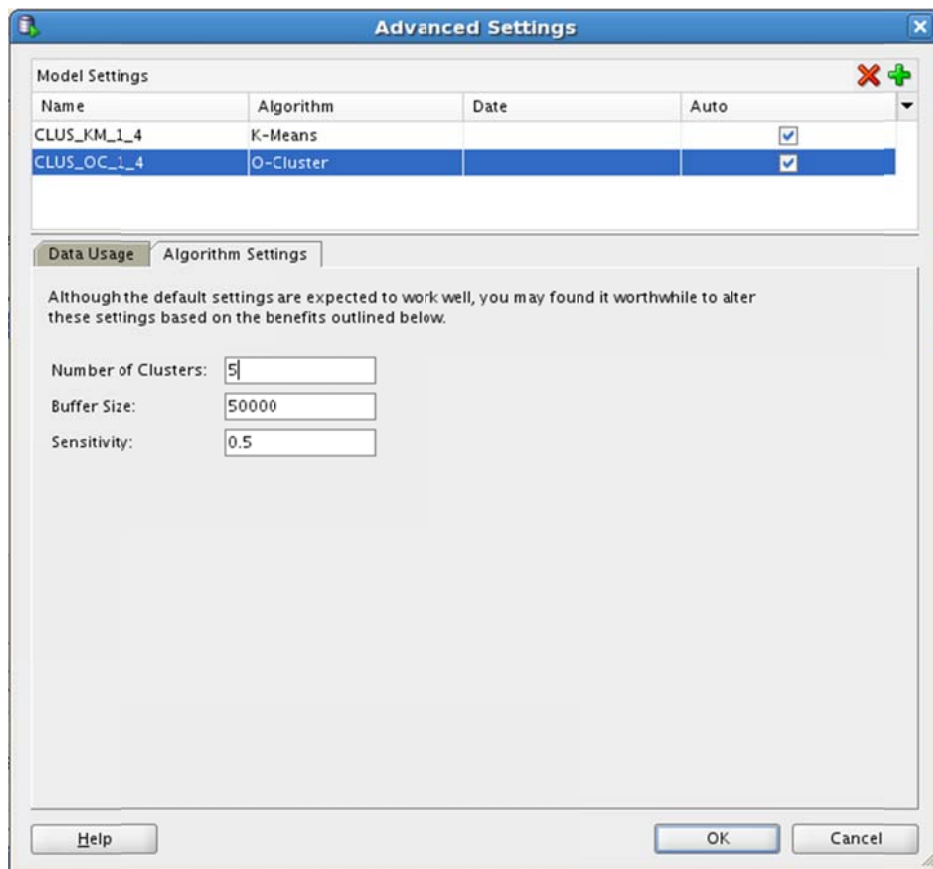 Advanced Settings
Model Settings
Name Algorithm Date Auto
CLUS_KM_1_4 K-Means
CLUS_OC_1_4 O-Cluster
Data Usage Algorithm Settings
Although the default settings are expected to work well, you may found it worthwhile to alter
these settings based on the benefits outlined below.
Number of Clusters: 5
Buffer Size: 50000
Sensitivity: 0.5
Help OK Cancel